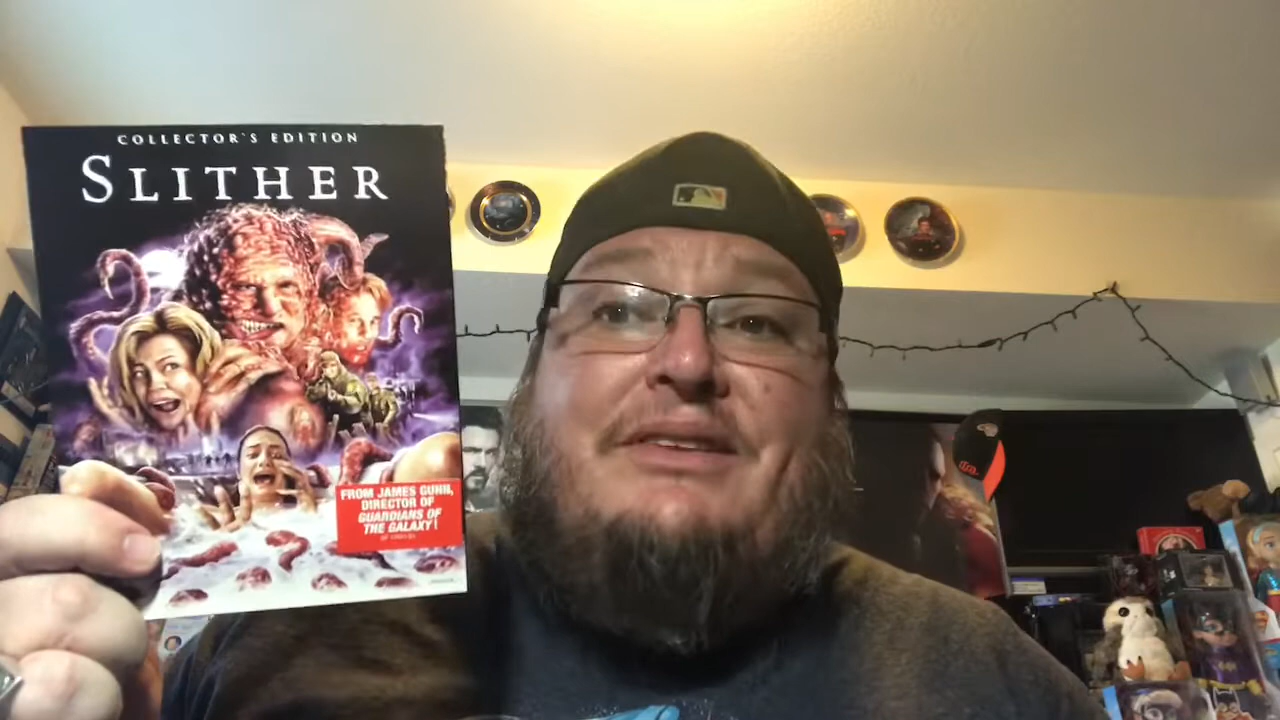 COLLECTOR'S EDITION
SLITHER
FROM JAMES GUNN,
DIRECTOR OF
GUARDIANS OF
THE GALAXY!